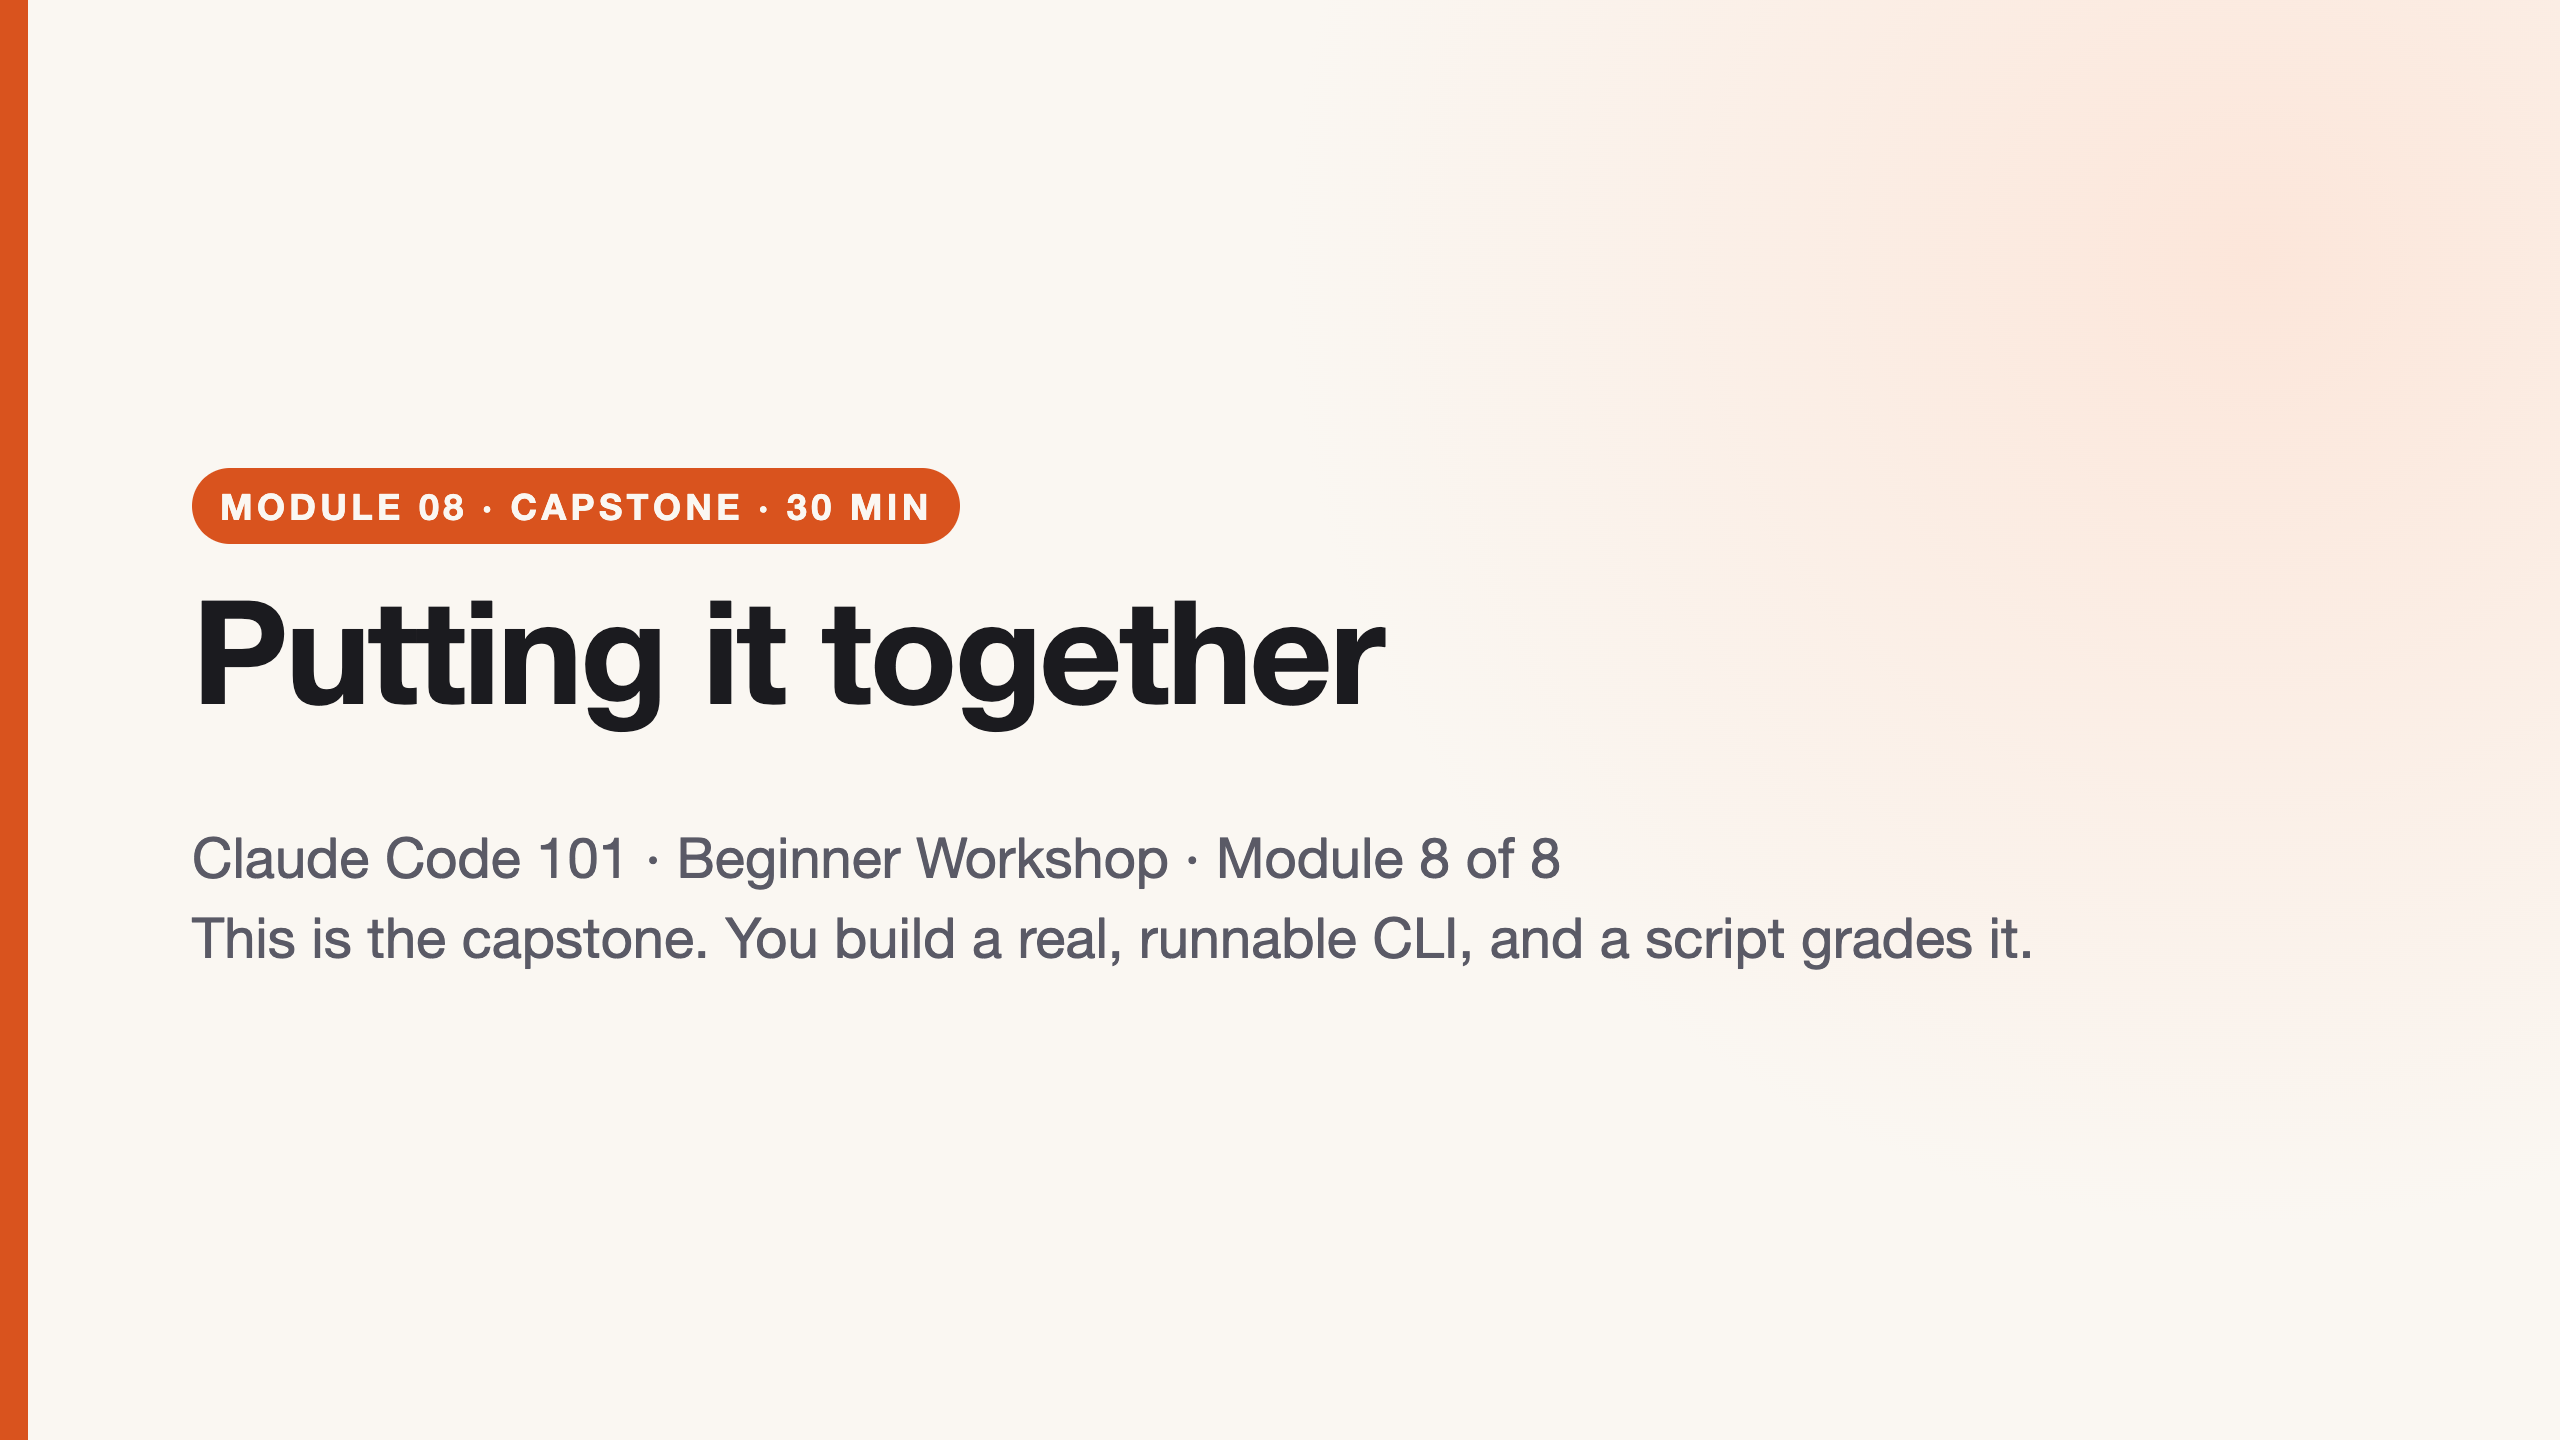 MODULE 08 · CAPSTONE · 30 MIN
Putting it together
Claude Code 101 · Beginner Workshop · Module 8 of 8
This is the capstone. You build a real, runnable CLI, and a script grades it.